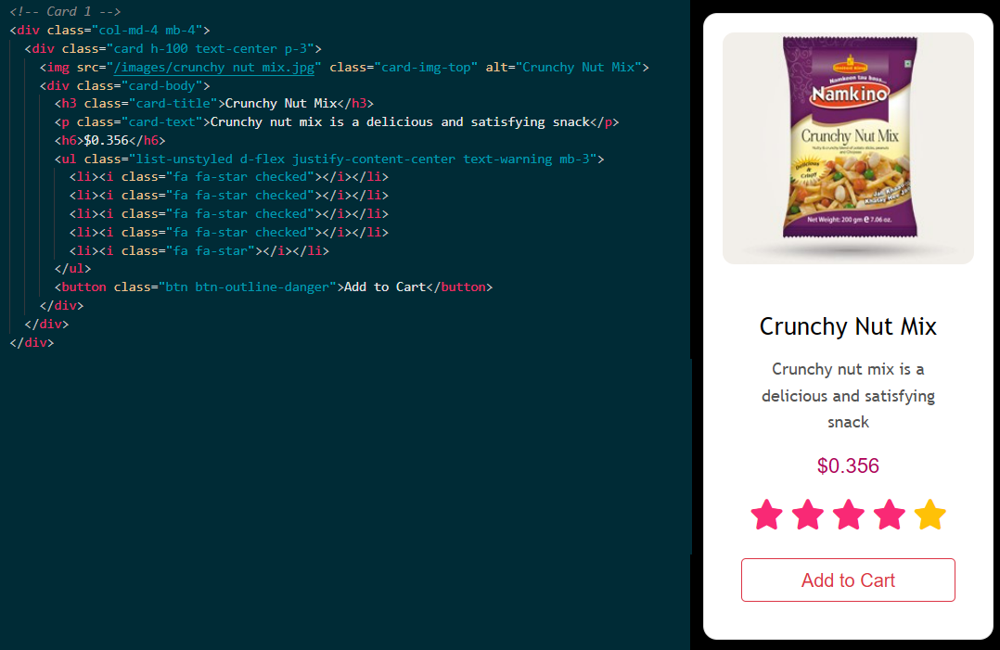 <!-- Card 1 -->
<div class="col-md-4 mb-4">
<div class="card h-100 text-center p-3">
<img src="/images/crunchy nut mix.jpg" class="card-img-top" alt="Crunchy Nut Mix">
<div class="card-body">
<h3 class="card-title">Crunchy Nut Mix</h3>
<p class="card-text">Crunchy nut mix is a delicious and satisfying snack</p>
<h6>$0.356</h6>
<ul class="list-unstyled d-flex justify-content-center text-warning mb-3">
<li><i class="fa fa-star checked"></i></li>
<li><i class="fa fa-star checked"></i></li>
<li><i class="fa fa-star checked"></i></li>
<li><i class="fa fa-star checked"></i></li>
<li><i class="fa fa-star"></i></li>
</ul>
<button class="btn btn-outline-danger">Add to Cart</button>
</div>
</div>
</div>
Namkeen tou bass...
Namkino
Crunchy Nut Mix
Delicious
&
Crispy
Net Weight: 200 gm e 7.06 oz.
Crunchy Nut Mix
Crunchy nut mix is a
delicious and satisfying
snack
$0.356
Add to Cart